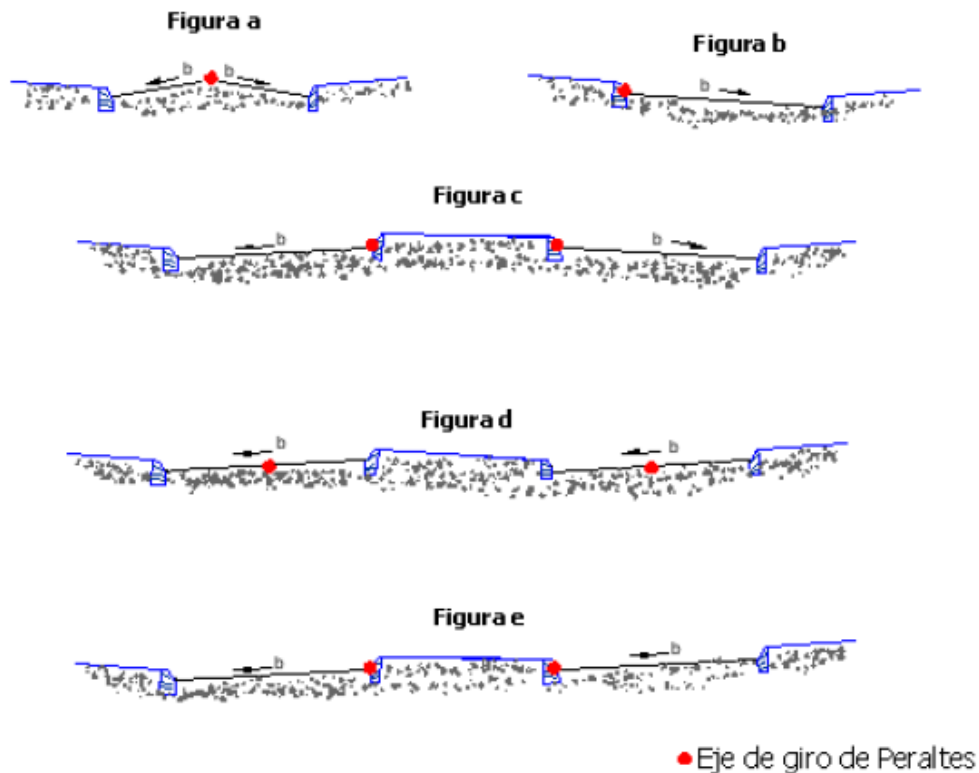 Figura a
b b
Figura b
b
Figura c
b b
Figura d
b b
Figura e
b b
Eje de giro de Peraltes